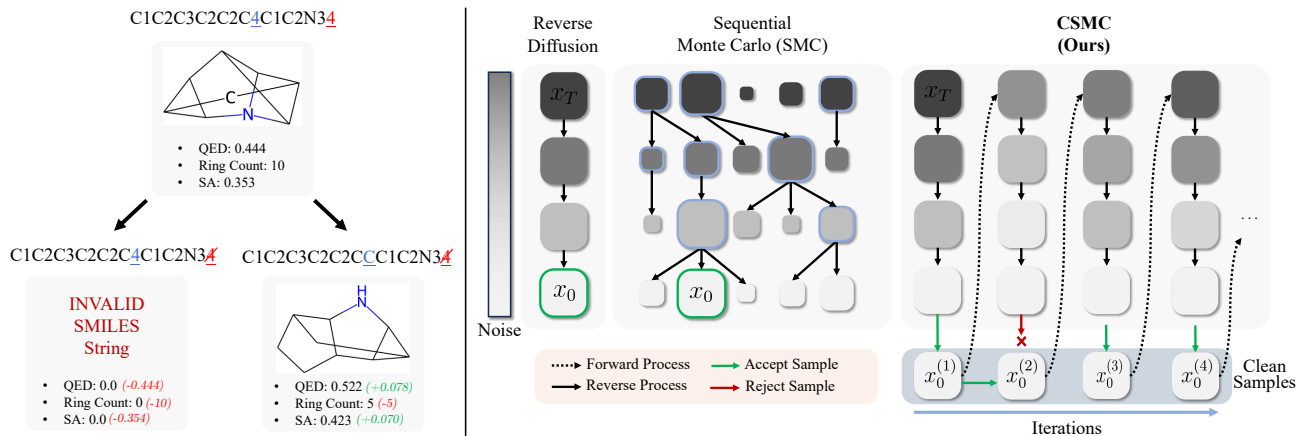 C1C2C3C2C2C4C1C2N34
C
N
• QED: 0.444
• Ring Count: 10
• SA: 0.353
C1C2C3C2C2C4C1C2N34
INVALID
SMILES
String
• QED: 0.0 (-0.444)
• Ring Count: 0 (-10)
• SA: 0.0 (-0.354)
C1C2C3C2C2CCC1C2N34
H
N
• QED: 0.522 (+0.078)
• Ring Count: 5 (-5)
• SA: 0.423 (+0.070)
Noise
Reverse
Diffusion
x_T
x_0
Sequential
Monte Carlo (SMC)
x_0
CSMC
(Ours)
x_T
...
x_0^{(1)}
x_0^{(2)}
x_0^{(3)}
x_0^{(4)}
Clean
Samples
Iterations
Forward Process
Accept Sample
Reverse Process
Reject Sample